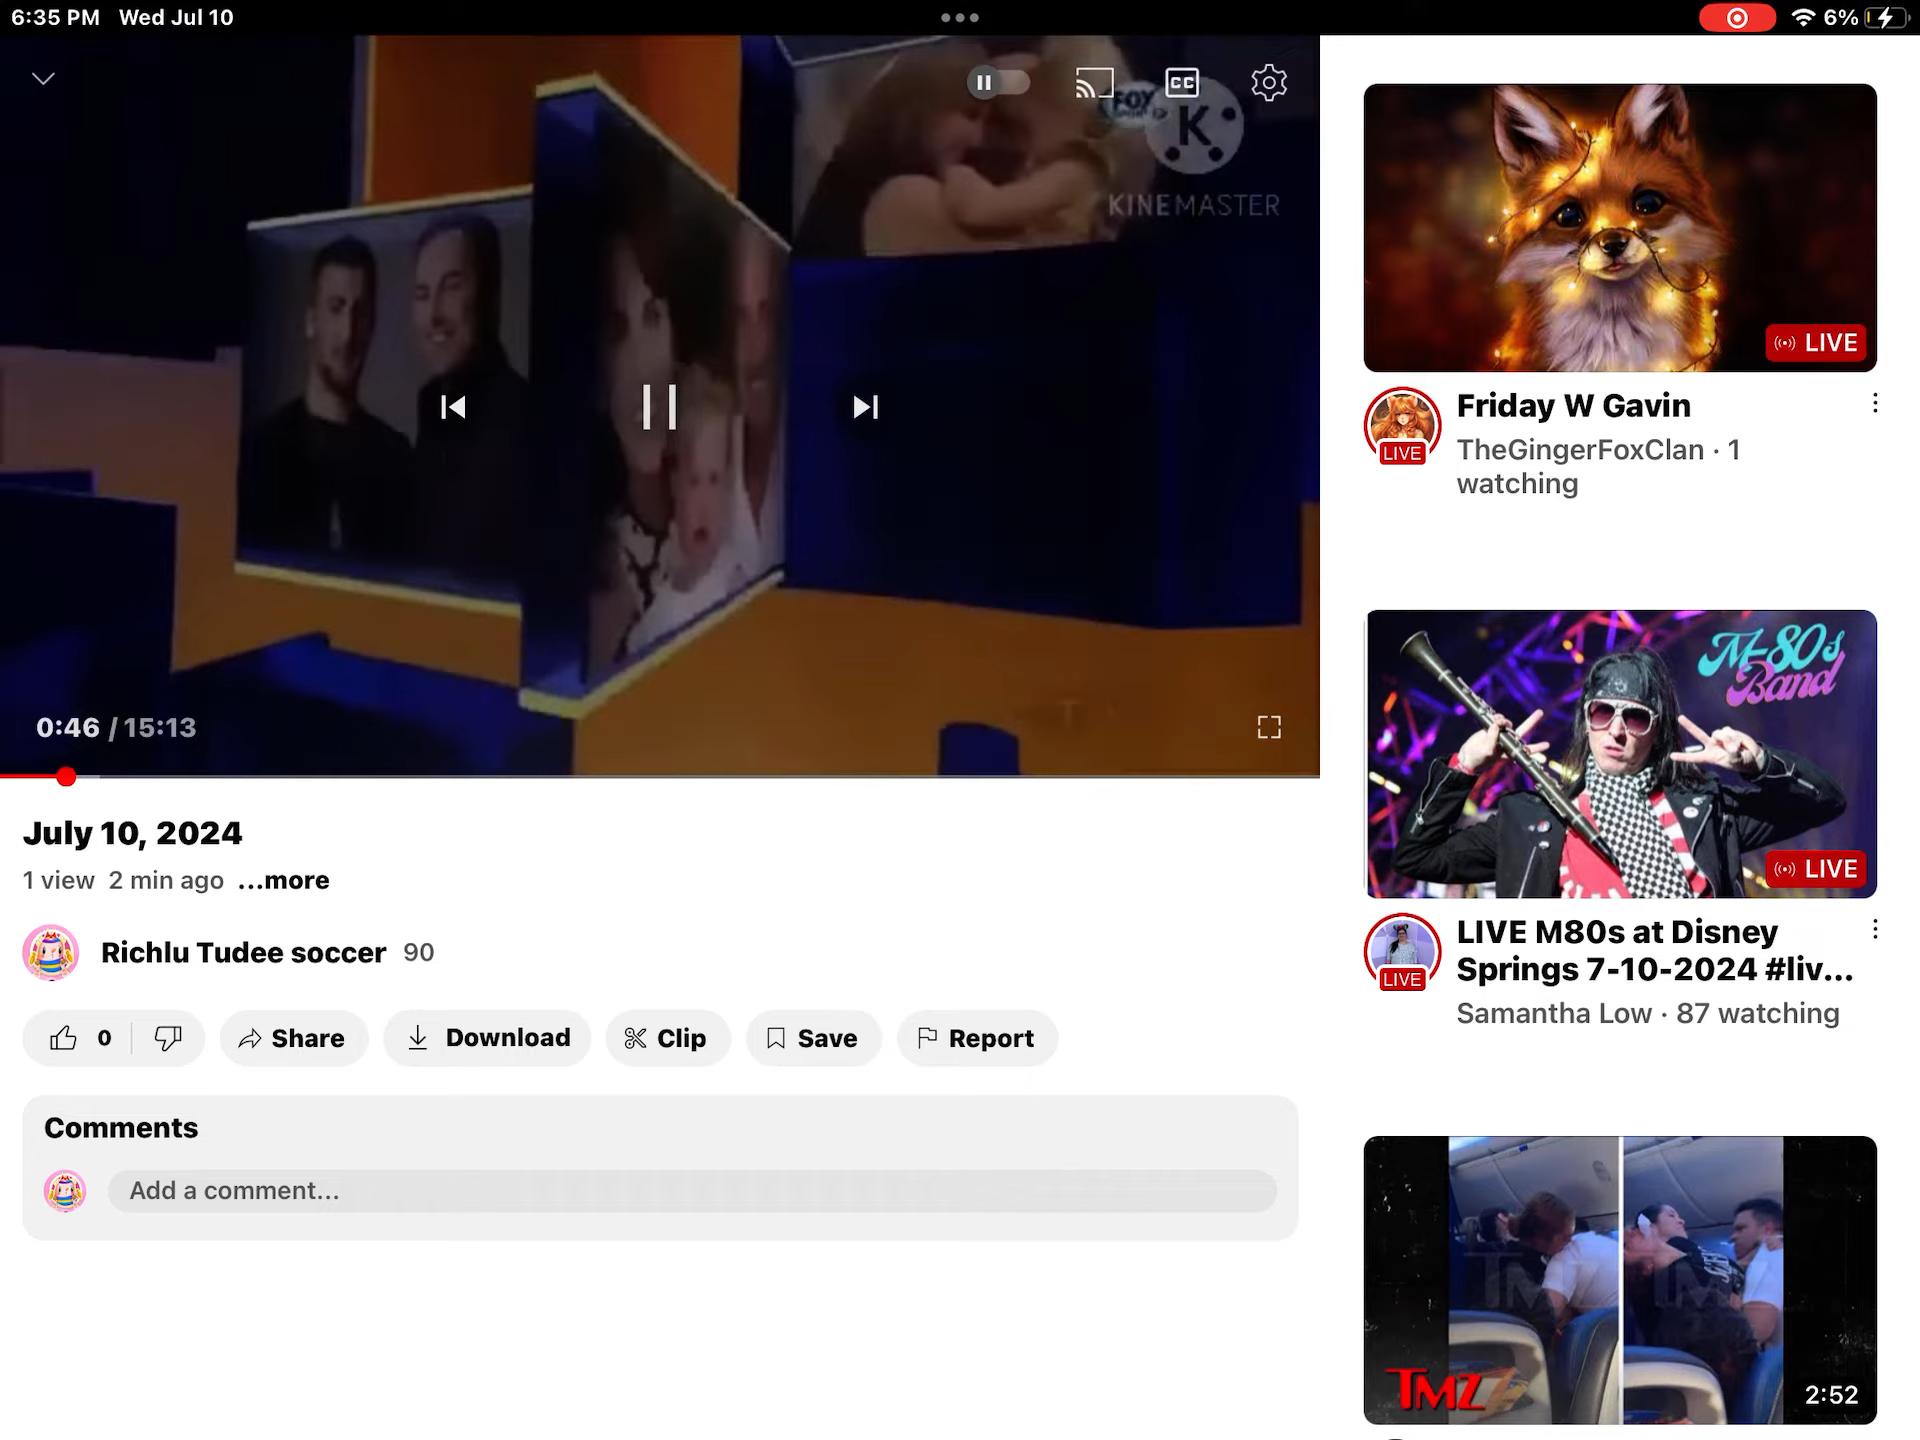 6:35 PM Wed Jul 10
6%
CC
FOX
K
KINEMASTER
0:46 / 15:13
July 10, 2024
1 view 2 min ago ...more
Richlu Tudee soccer 90
0
Share
Download
Clip
Save
Report
Comments
Add a comment...
LIVE
LIVE
Friday W Gavin
TheGingerFoxClan · 1
watching
M-80s
Band
LIVE
LIVE
LIVE M80s at Disney
Springs 7-10-2024 #liv...
Samantha Low · 87 watching
TMZ
2:52